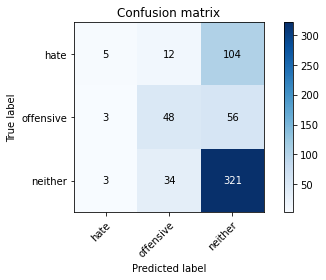 Confusion matrix
True label
hate
5 12 104
offensive
3 48 56
neither
3 34 321
hate
offensive
neither
Predicted label
300
250
200
150
100
50